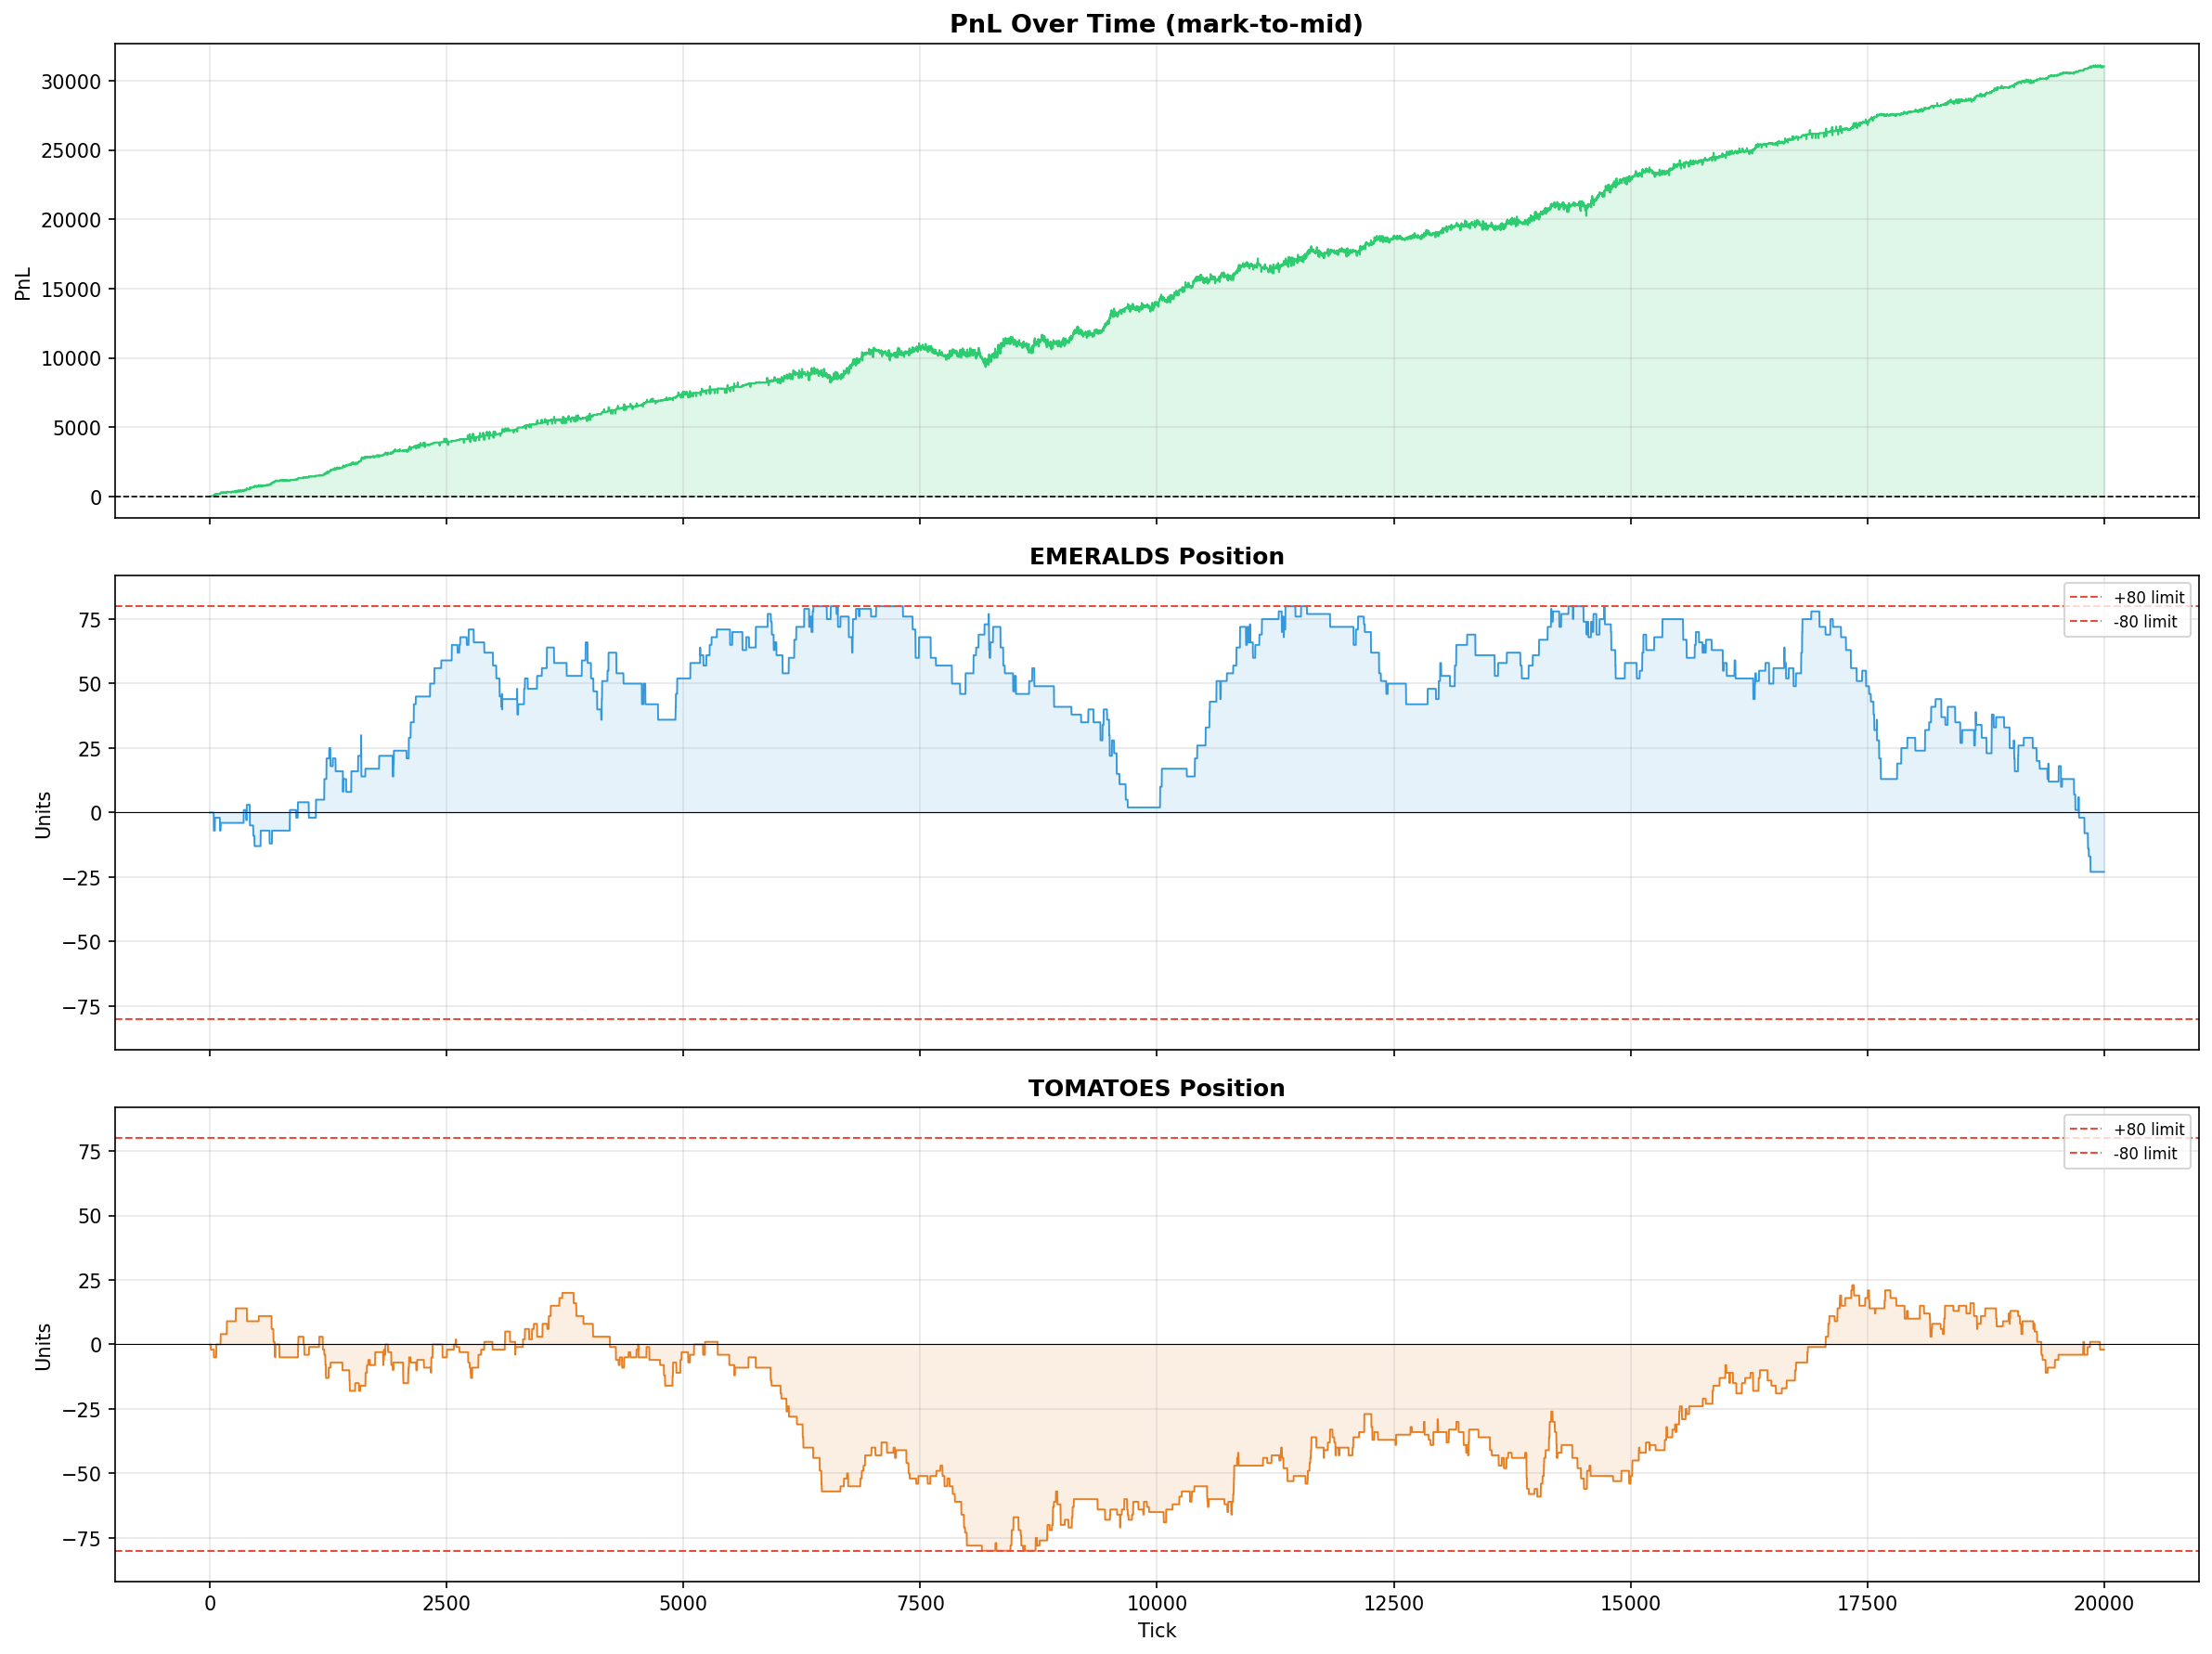 PnL Over Time (mark-to-mid)
30000
25000
20000
15000
10000
5000
0
PnL
EMERALDS Position
75
50
25
0
−25
−50
−75
Units
+80 limit
-80 limit
TOMATOES Position
75
50
25
0
−25
−50
−75
Units
+80 limit
-80 limit
0 2500 5000 7500 10000 12500 15000 17500 20000
Tick